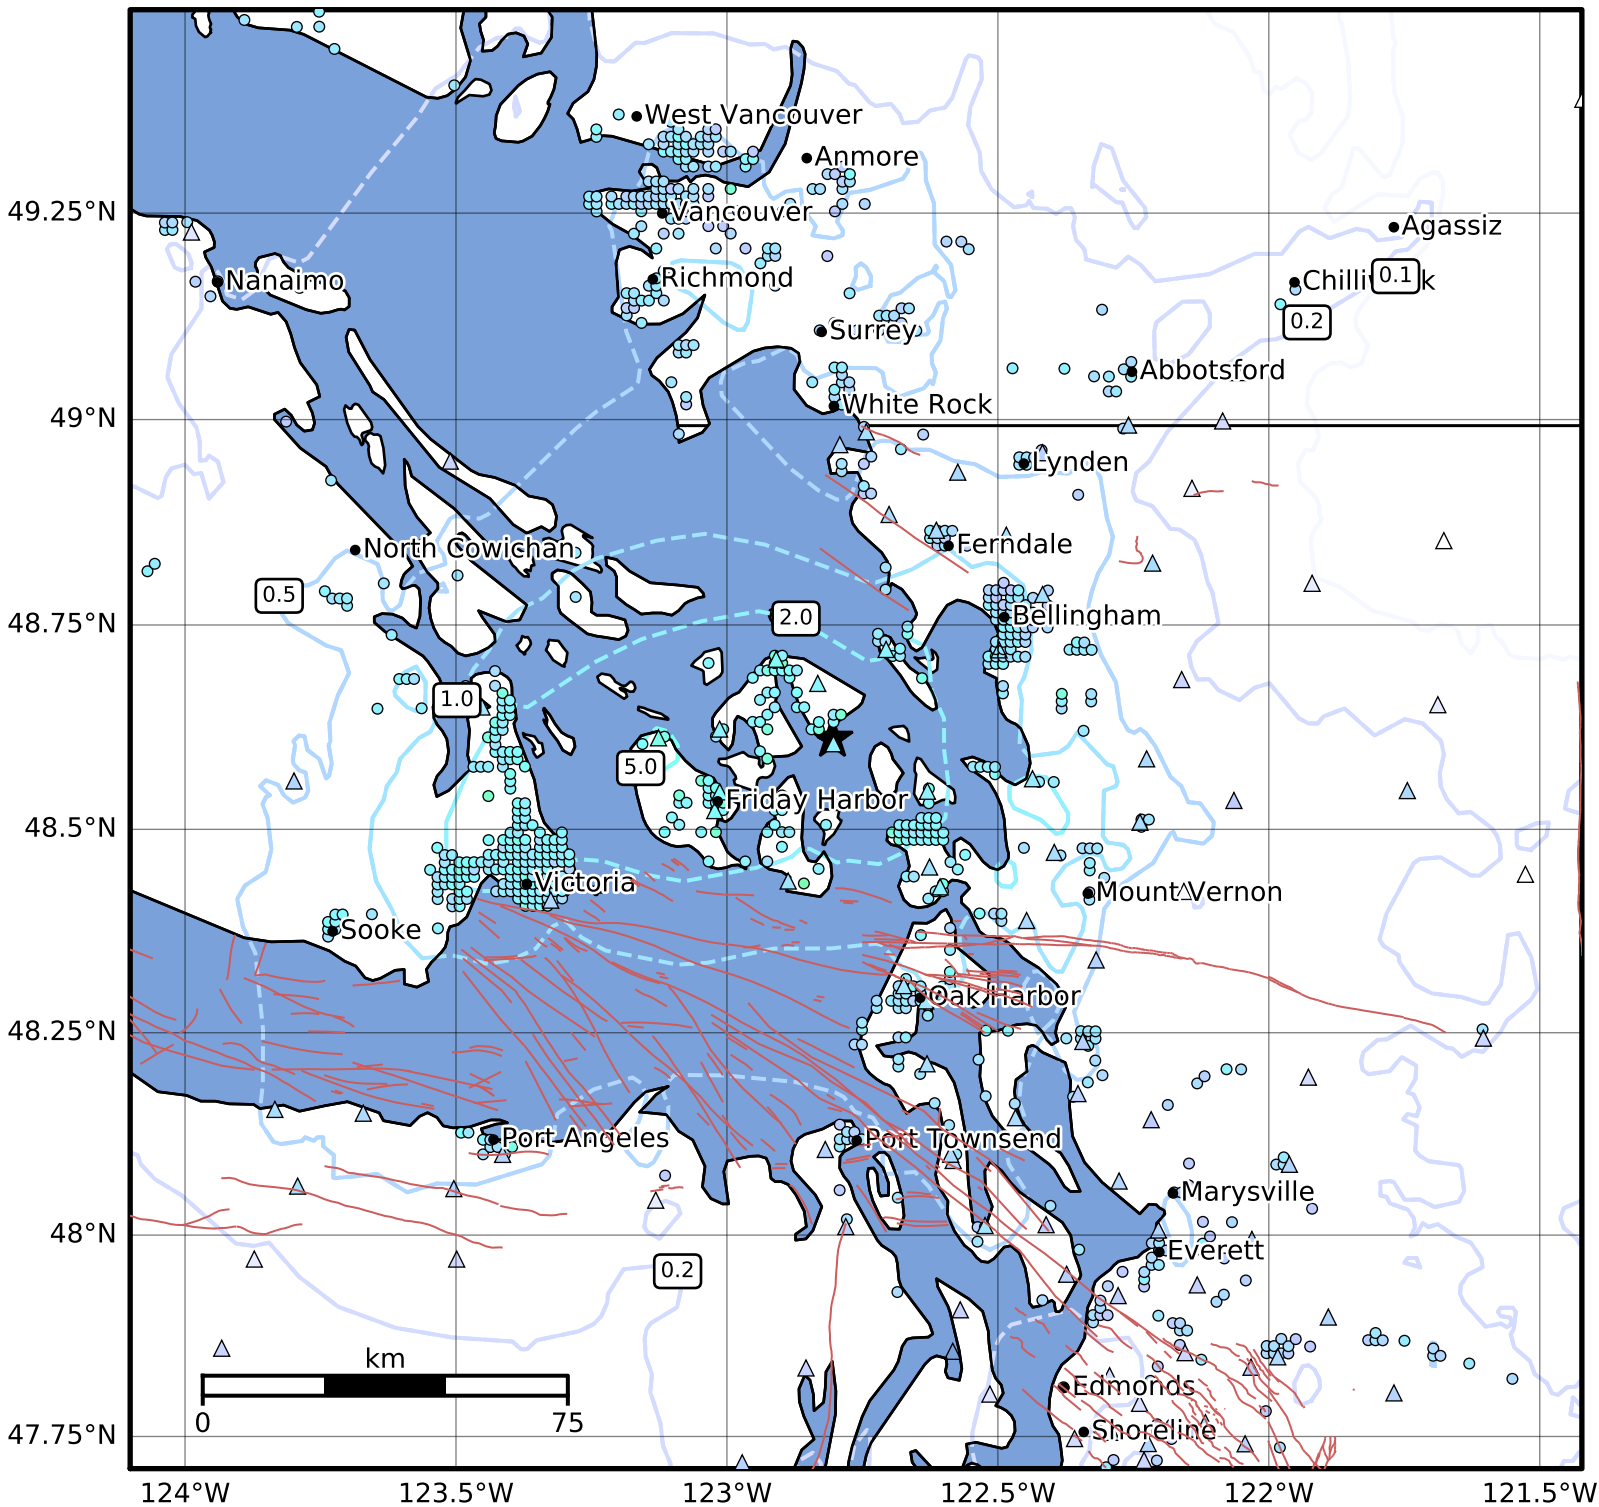 West Vancouver
Anmore
49.25°N
Vancouver
Agassiz
Nanaimo
Richmond
0.1
0.2
Surrey
Abbotsford
49°N
White Rock
Lynden
North Cowichan
Ferndale
0.5
48.75°N
2.0
Bellingham
1.0
5.0
Friday Harbor
48.5°N
Victoria
Mount Vernon
Sooke
Oak Harbor
48.25°N
Port Angeles
Port Townsend
Marysville
48°N
Everett
0.2
km
0
75
Edmonds
Shoreline
47.75°N
124°W
123.5°W
123°W
122.5°W
122°W
121.5°W